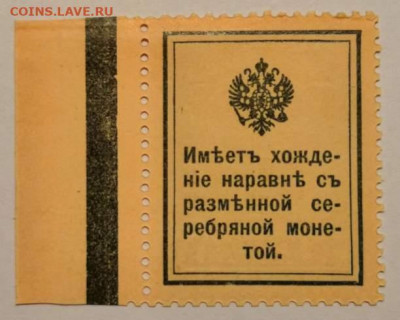 COINS.LAVE.RU
Имѣетъ хожде-
ніе наравнѣ съ
размѣнной се-
ребряной моне-
той.